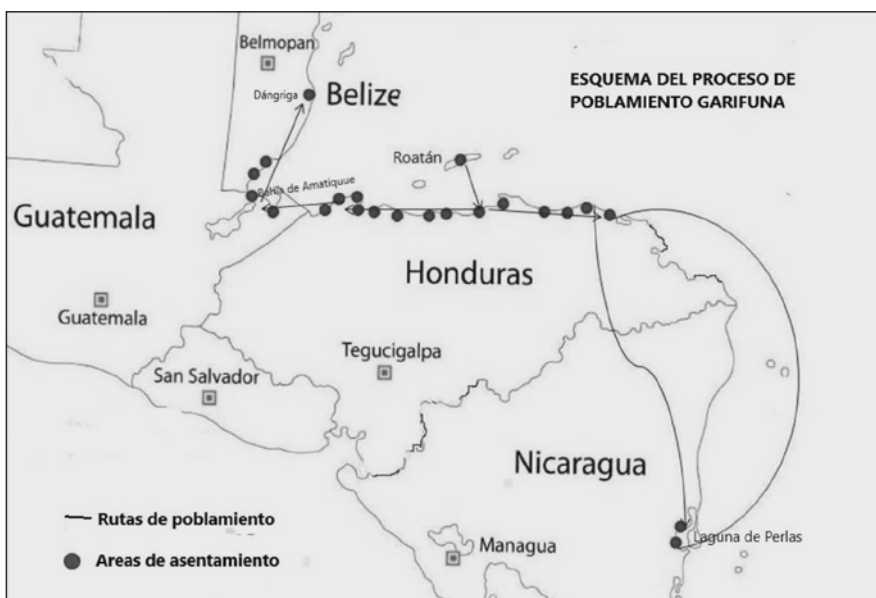 Belmopan
Dángriga
Belize
ESQUEMA DEL PROCESO DE
POBLAMIENTO GARIFUNA
Roatán
Bahía de Amatiquue
Guatemala
Honduras
Guatemala
Tegucigalpa
San Salvador
Nicaragua
Rutas de poblamiento
Laguna de Perlas
Managua
Areas de asentamiento